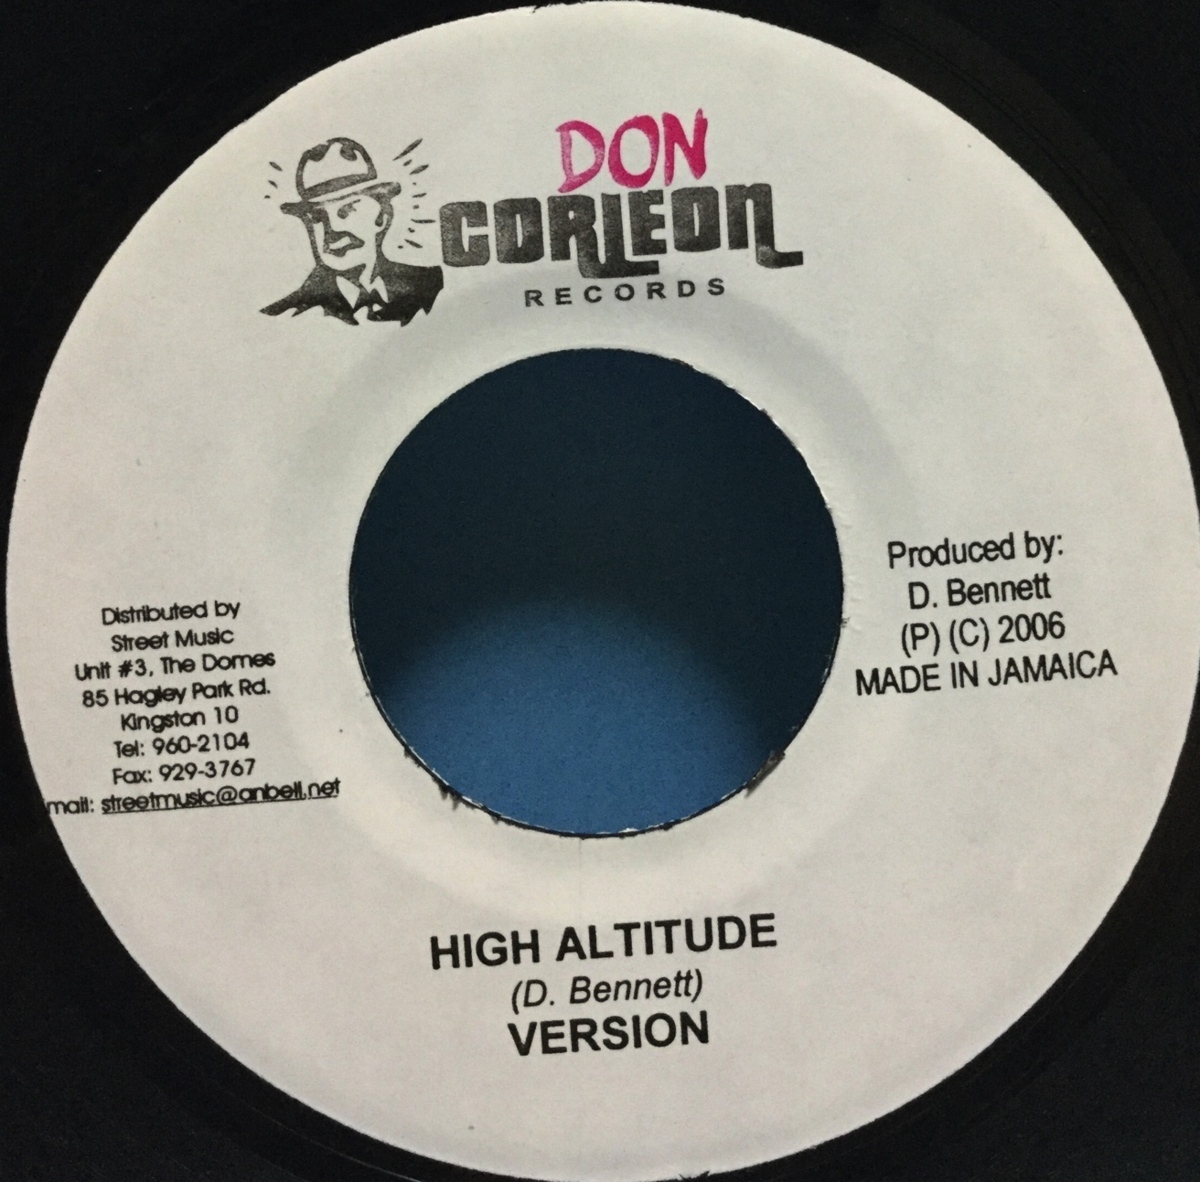 DON
CORLEON
RECORDS
Produced by:
D. Bennett
(P) (C) 2006
MADE IN JAMAICA
Distributed by
Street Music
Unit #3, The Domes
85 Hagley Park Rd.
Kingston 10
Tel: 960-2104
Fax: 929-3767
mail: streetmusic@anbell.net
HIGH ALTITUDE
(D. Bennett)
VERSION